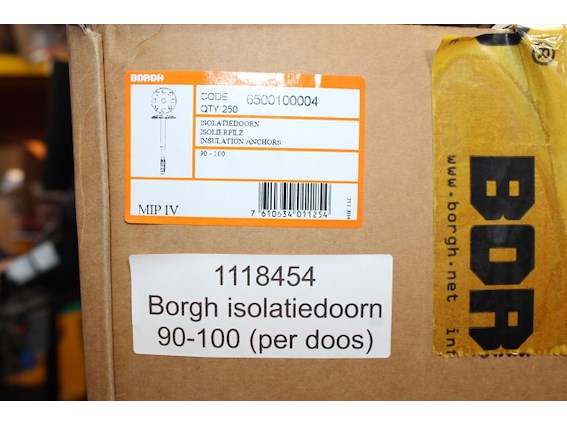 BORGH
CODE 6500100004
QTY 250
ISOLATIEDOORN
ISOLIERPILZ
INSULATION ANCHORS
90 - 100
MIP IV
7 610634 011254
1118454
Borgh isolatiedoorn
90-100 (per doos)
®
BOR
www.borgh.net inf